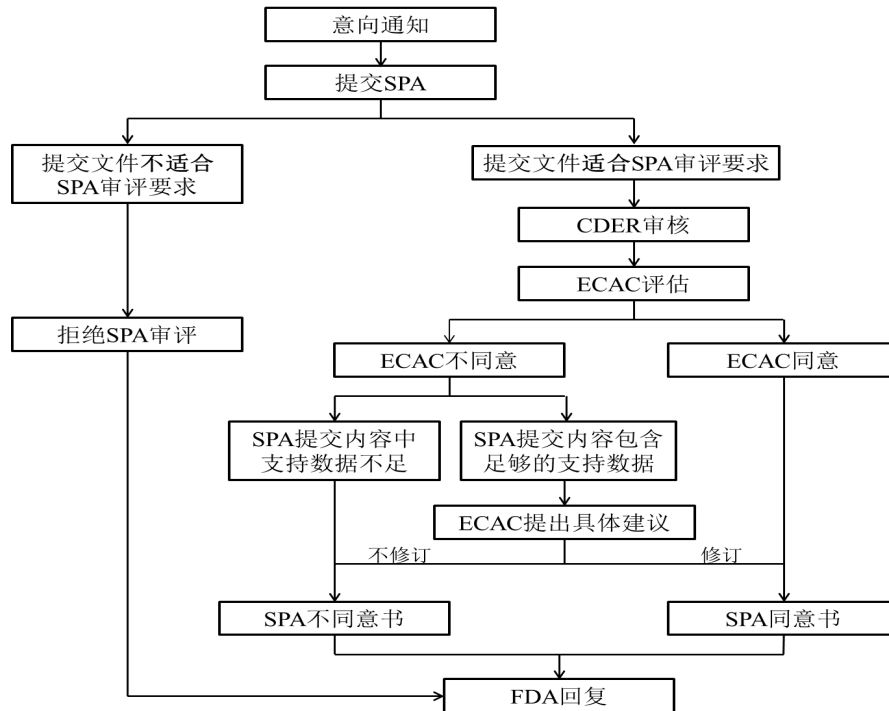 意向通知
提交SPA
提交文件不适合
SPA审评要求
提交文件适合SPA审评要求
CDER审核
ECAC评估
拒绝SPA审评
ECAC不同意
ECAC同意
SPA提交内容中
支持数据不足
SPA提交内容包含
足够的支持数据
ECAC提出具体建议
不修订
修订
SPA不同意书
SPA同意书
FDA回复